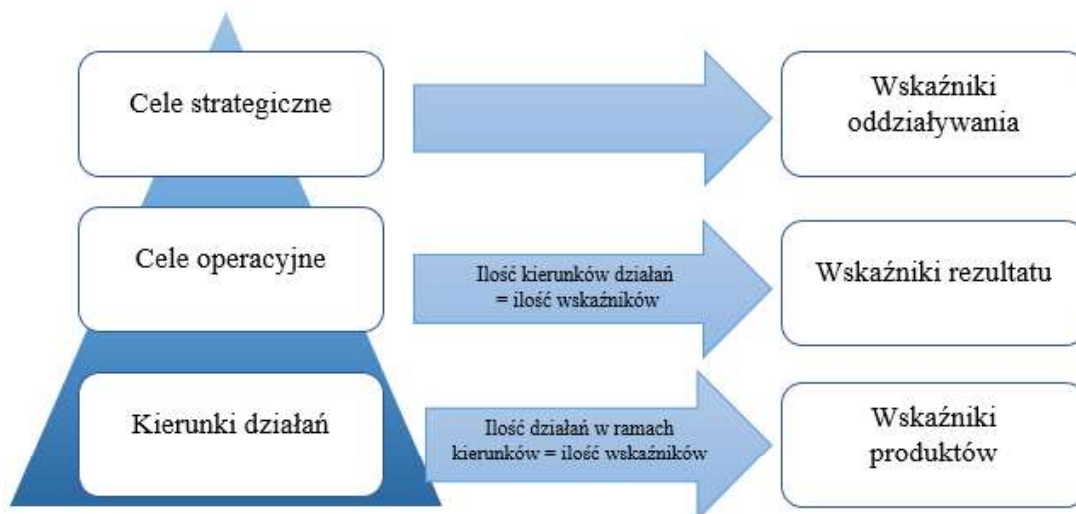 Cele strategiczne
Wskaźniki
oddziaływania
Cele operacyjne
Ilość kierunków działań
= ilość wskaźników
Wskaźniki rezultatu
Kierunki działań
Ilość działań w ramach
kierunków = ilość wskaźników
Wskaźniki
produktów